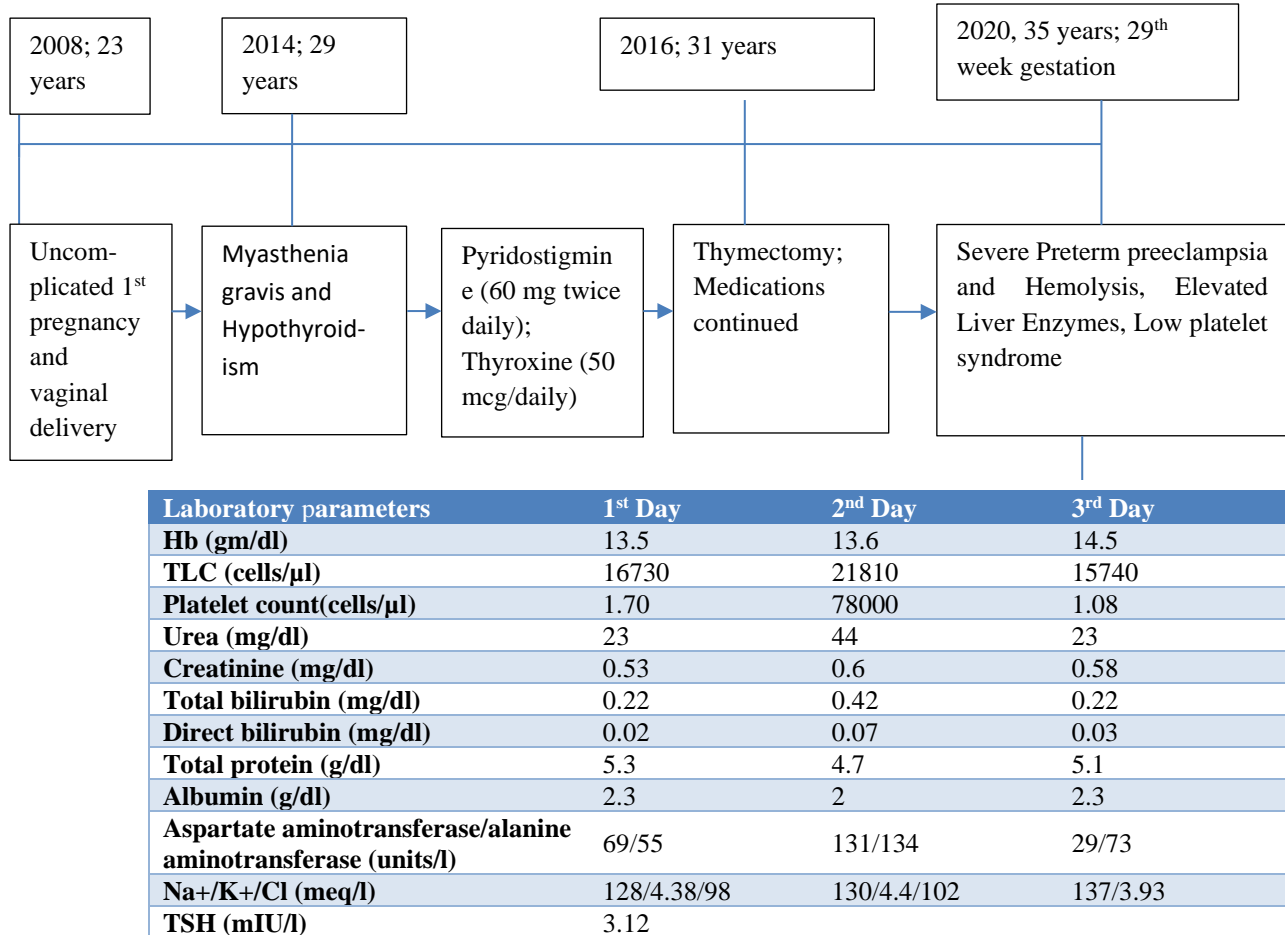 2008; 23
years
2014; 29
years
2016; 31 years
2020, 35 years; 29th
week gestation
Uncom-
plicated 1st
pregnancy
and
vaginal
delivery
Myasthenia
gravis and
Hypothyroid-
ism
Pyridostigmin
e (60 mg twice
daily);
Thyroxine (50
mcg/daily)
Thymectomy;
Medications
continued
Severe Preterm preeclampsia
and Hemolysis, Elevated
Liver Enzymes, Low platelet
syndrome
Laboratory parameters 1st Day 2nd Day 3rd Day
Hb (gm/dl) 13.5 13.6 14.5
TLC (cells/µl) 16730 21810 15740
Platelet count(cells/µl) 1.70 78000 1.08
Urea (mg/dl) 23 44 23
Creatinine (mg/dl) 0.53 0.6 0.58
Total bilirubin (mg/dl) 0.22 0.42 0.22
Direct bilirubin (mg/dl) 0.02 0.07 0.03
Total protein (g/dl) 5.3 4.7 5.1
Albumin (g/dl) 2.3 2 2.3
Aspartate aminotransferase/alanine
aminotransferase (units/l) 69/55 131/134 29/73
Na+/K+/Cl (meq/l) 128/4.38/98 130/4.4/102 137/3.93
TSH (mIU/l) 3.12